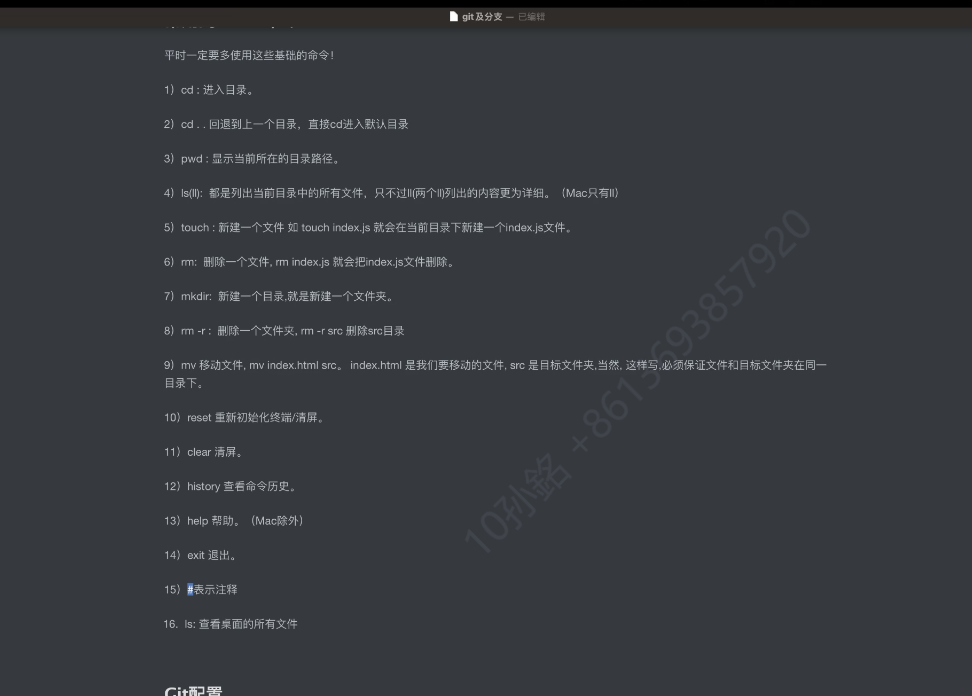 git及分支 — 已编辑
平时一定要多使用这些基础的命令!
1）cd : 进入目录。
2）cd . . 回退到上一个目录，直接cd进入默认目录
3）pwd : 显示当前所在的目录路径。
4）ls(ll):  都是列出当前目录中的所有文件，只不过ll(两个ll)列出的内容更为详细。（Mac只有ll）
5）touch : 新建一个文件 如 touch index.js 就会在当前目录下新建一个index.js文件。
6）rm:  删除一个文件, rm index.js 就会把index.js文件删除。
7）mkdir:  新建一个目录,就是新建一个文件夹。
8）rm -r :  删除一个文件夹, rm -r src 删除src目录
9）mv 移动文件, mv index.html src。 index.html 是我们要移动的文件, src 是目标文件夹,当然, 这样写,必须保证文件和目标文件夹在同一
目录下。
10）reset 重新初始化终端/清屏。
11）clear 清屏。
12）history 查看命令历史。
13）help 帮助。（Mac除外）
14）exit 退出。
15）#表示注释
16.  ls: 查看桌面的所有文件
Git配置
10孙銘 +8613693857920